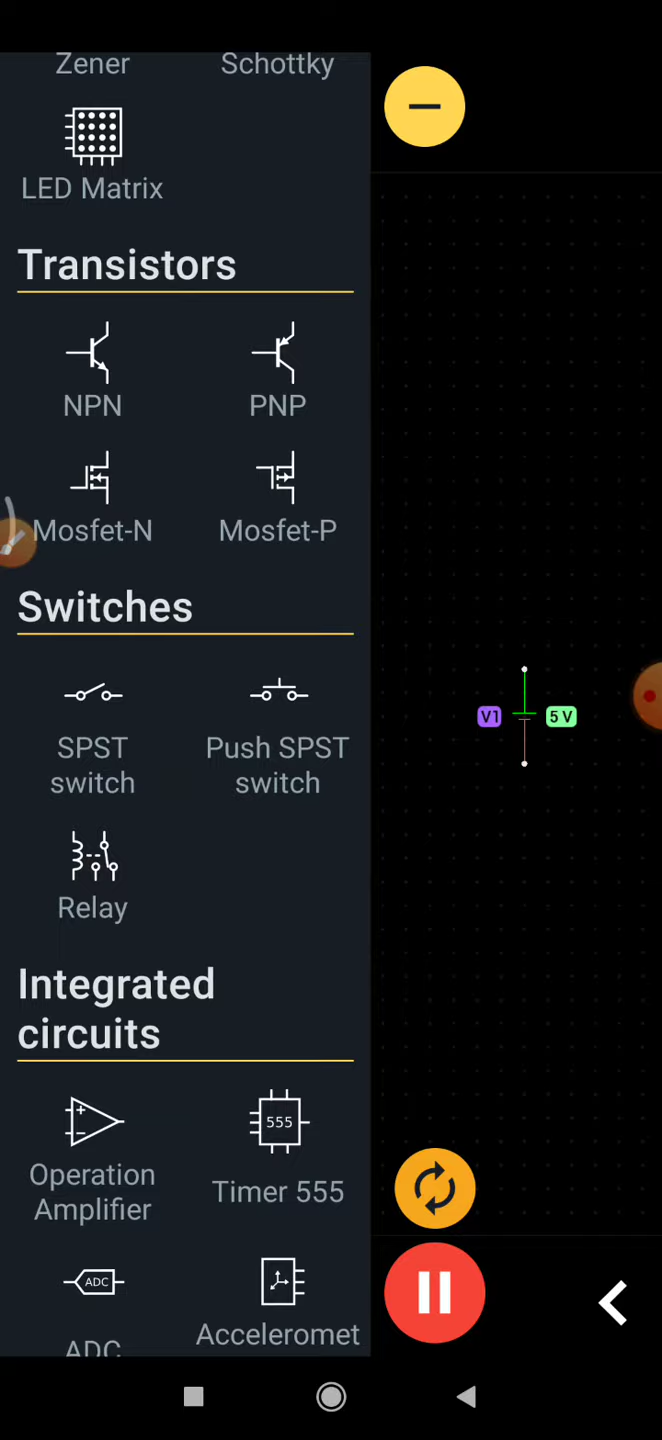 Zener Schottky
LED Matrix
Transistors
NPN PNP
Mosfet-N Mosfet-P
Switches
SPST switch
Push SPST switch
V1 5 V
Relay
Integrated
circuits
555
Operation Amplifier
Timer 555
ADC
ADC
Acceleromet